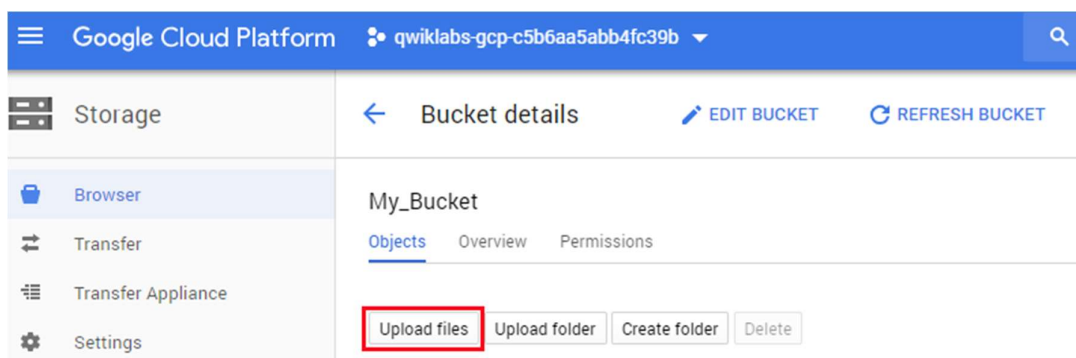 Google Cloud Platform qwiklabs-gcp-c5b6aa5abb4fc39b
Storage
Bucket details EDIT BUCKET REFRESH BUCKET
Browser
My_Bucket
Transfer
Objects Overview Permissions
Transfer Appliance
Upload files Upload folder Create folder Delete
Settings